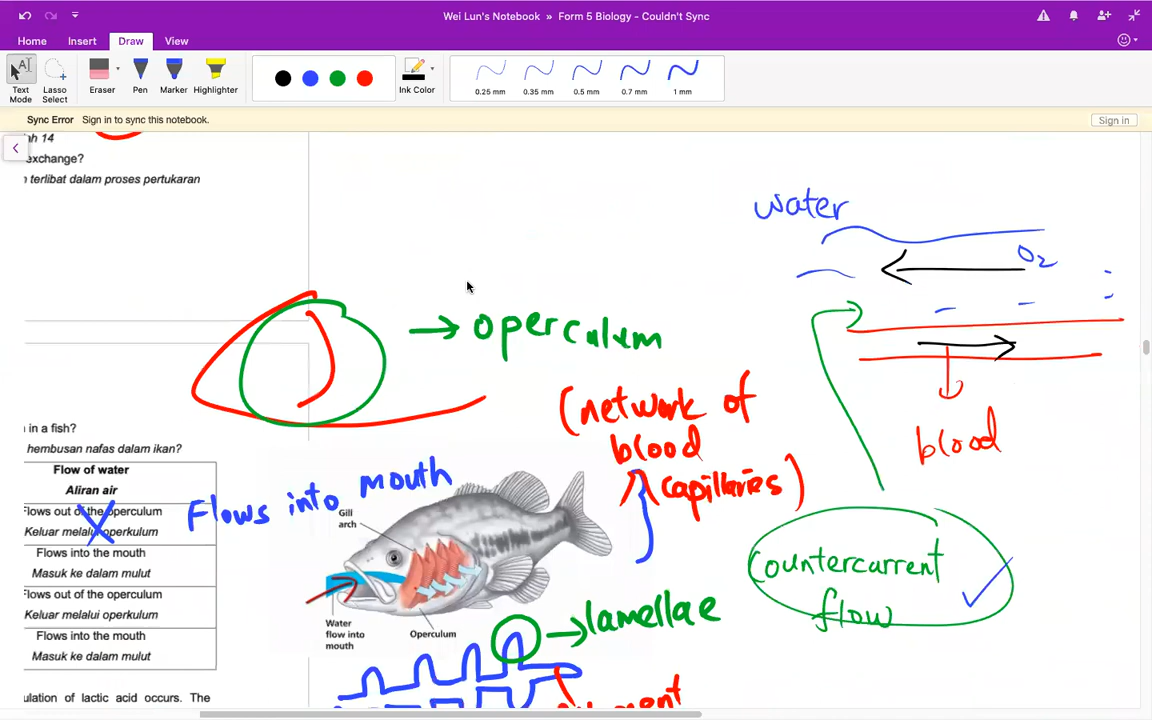 Wei Lun's Notebook » Form 5 Biology - Couldn't Sync
Home Insert Draw View
Text Mode
Lasso Select
Eraser
Pen
Marker
Highlighter
Ink Color
0.25 mm
0.35 mm
0.5 mm
0.7 mm
1 mm
Sync Error Sign in to sync this notebook.
Sign in
ah 14
exchange?
terlibat dalam proses pertukaran
water
O2
→ operculum
(network of
blood
capillaries)
blood
Countercurrent
flow
in a fish?
hembusan nafas dalam ikan?
Flow of water
Aliran air
Flows out of the operculum
Keluar melalui operkulum
Flows into the mouth
Masuk ke dalam mulut
Flows out of the operculum
Keluar melalui operkulum
Flows into the mouth
Masuk ke dalam mulut
ulation of lactic acid occurs. The
Flows into mouth
Gill
arch
Water
flow into
mouth
Operculum
→ lamellae